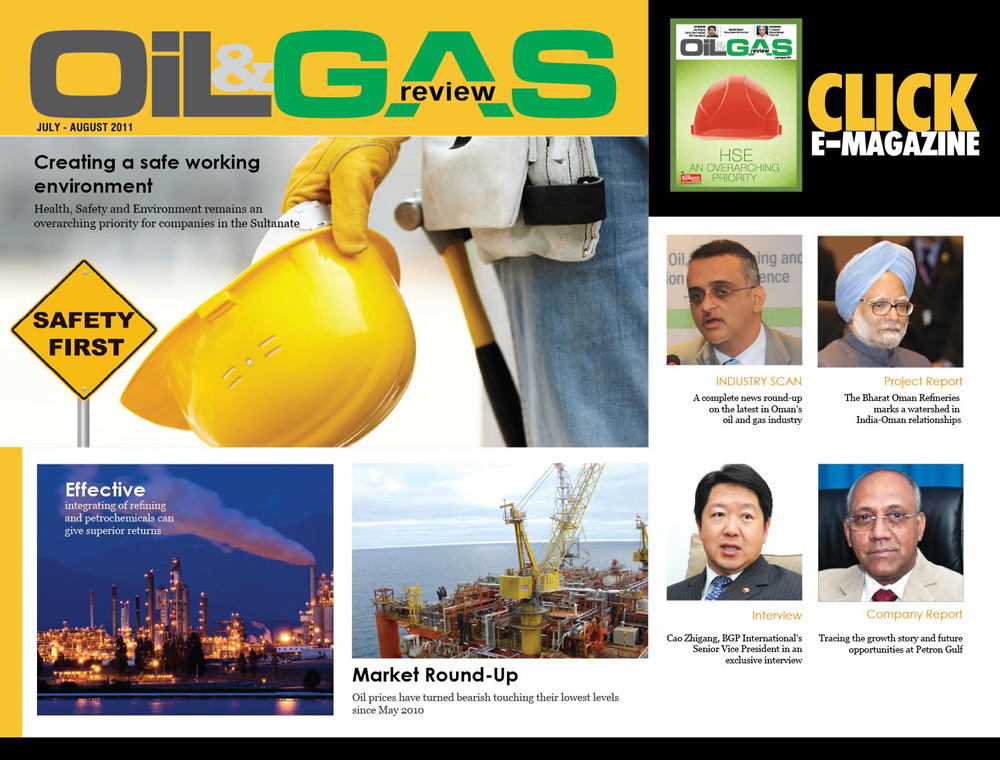 OiL&GAS
review
JULY - AUGUST 2011
Creating a safe working
environment
Health, Safety and Environment remains an
overarching priority for companies in the Sultanate
SAFETY
FIRST
OiL&GAS
review
HSE
AN OVERARCHING
PRIORITY
CLICK
E-MAGAZINE
Oil,
ing and
ion
ence
INDUSTRY SCAN
A complete news round-up
on the latest in Oman's
oil and gas industry
Project Report
The Bharat Oman Refineries
marks a watershed in
India-Oman relationships
Effective
integrating of refining
and petrochemicals can
give superior returns
Market Round-Up
Oil prices have turned bearish touching their lowest levels
since May 2010
Interview
Cao Zhigang, BGP International's
Senior Vice President in an
exclusive interview
Company Report
Tracing the growth story and future
opportunities at Petron Gulf